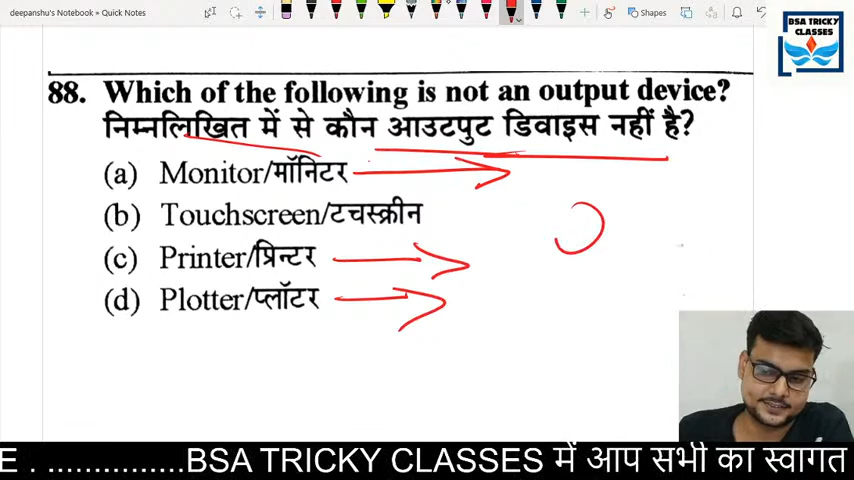 deepanshu's Notebook » Quick Notes
Shapes
BSA TRICKY
CLASSES
88. Which of the following is not an output device?
निम्नलिखित में से कौन आउटपुट डिवाइस नहीं है?
(a) Monitor/मॉनिटर
(b) Touchscreen/टचस्क्रीन
(c) Printer/प्रिन्टर
(d) Plotter/प्लॉटर
E . ...............BSA TRICKY CLASSES में आप सभी का स्वागत